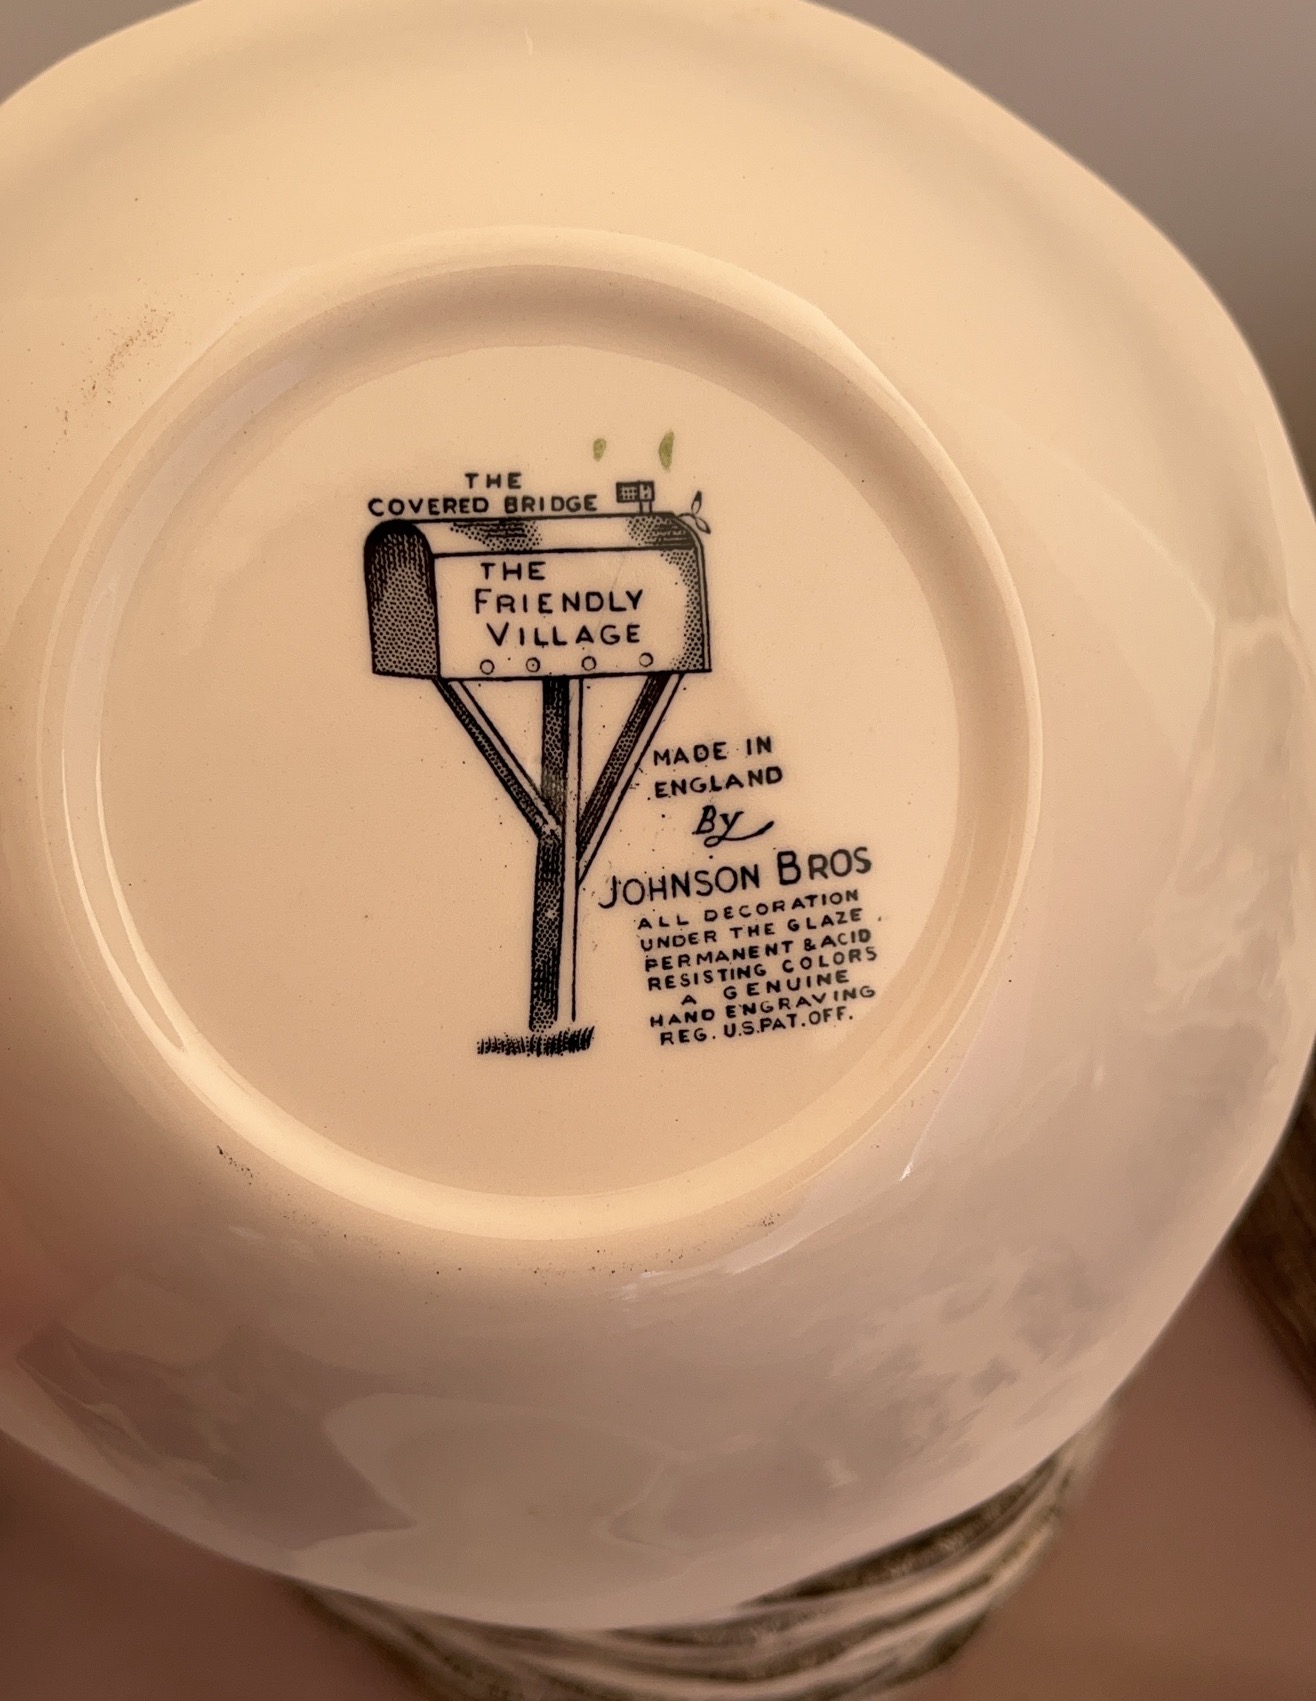 THE
COVERED BRIDGE
THE
FRIENDLY
VILLAGE
MADE IN
ENGLAND
By
JOHNSON BROS
ALL DECORATION
UNDER THE GLAZE
PERMANENT & ACID
RESISTING COLORS
A GENUINE
HAND ENGRAVING
REG. U.S.PAT.OFF.